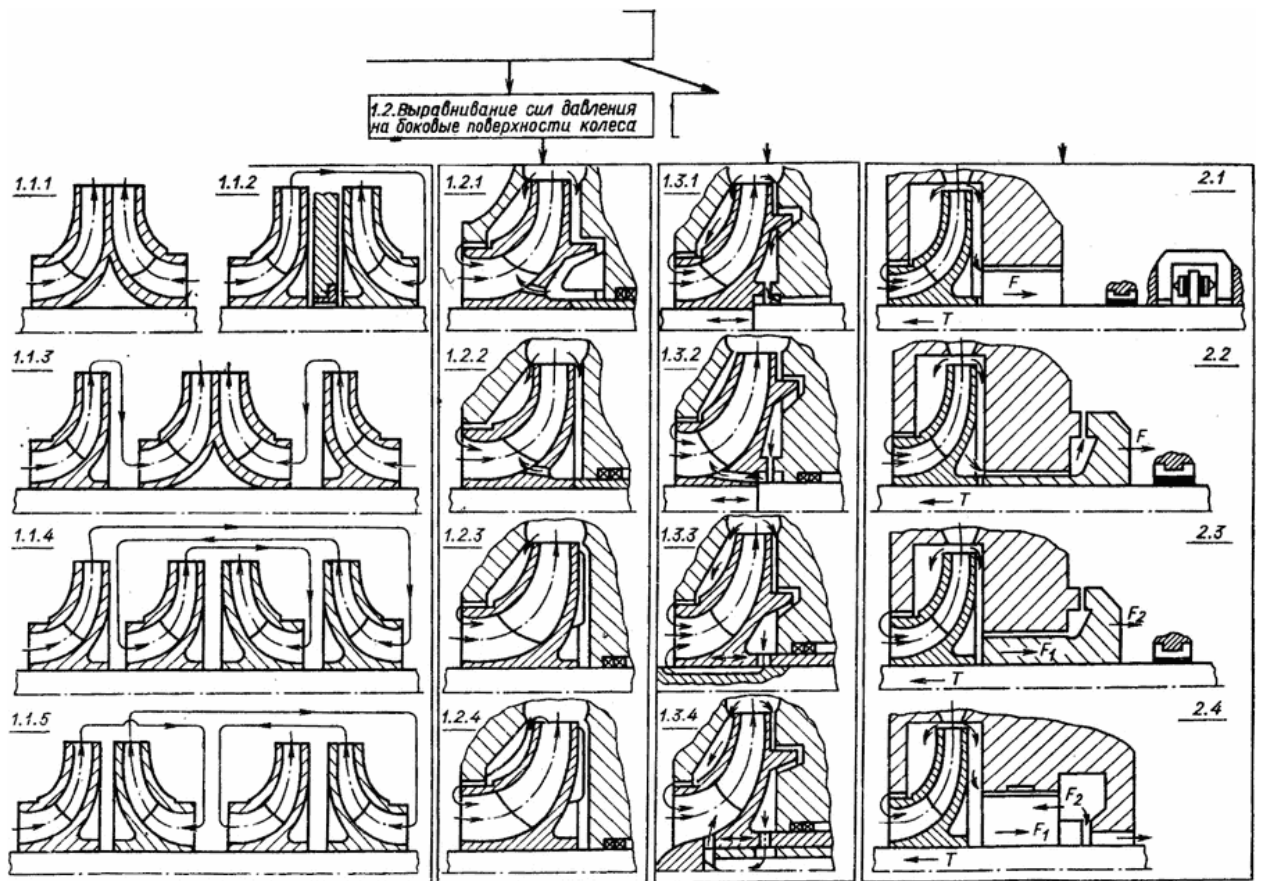 1.2. Выравнивание сил давления
на боковые поверхности колеса
1.1.1
1.1.2
1.2.1
1.3.1
2.1
F
T
1.1.3
1.2.2
1.3.2
2.2
F
T
1.1.4
1.2.3
1.3.3
2.3
F₂
F₁
T
1.1.5
1.2.4
1.3.4
2.4
F₂
F₁
T